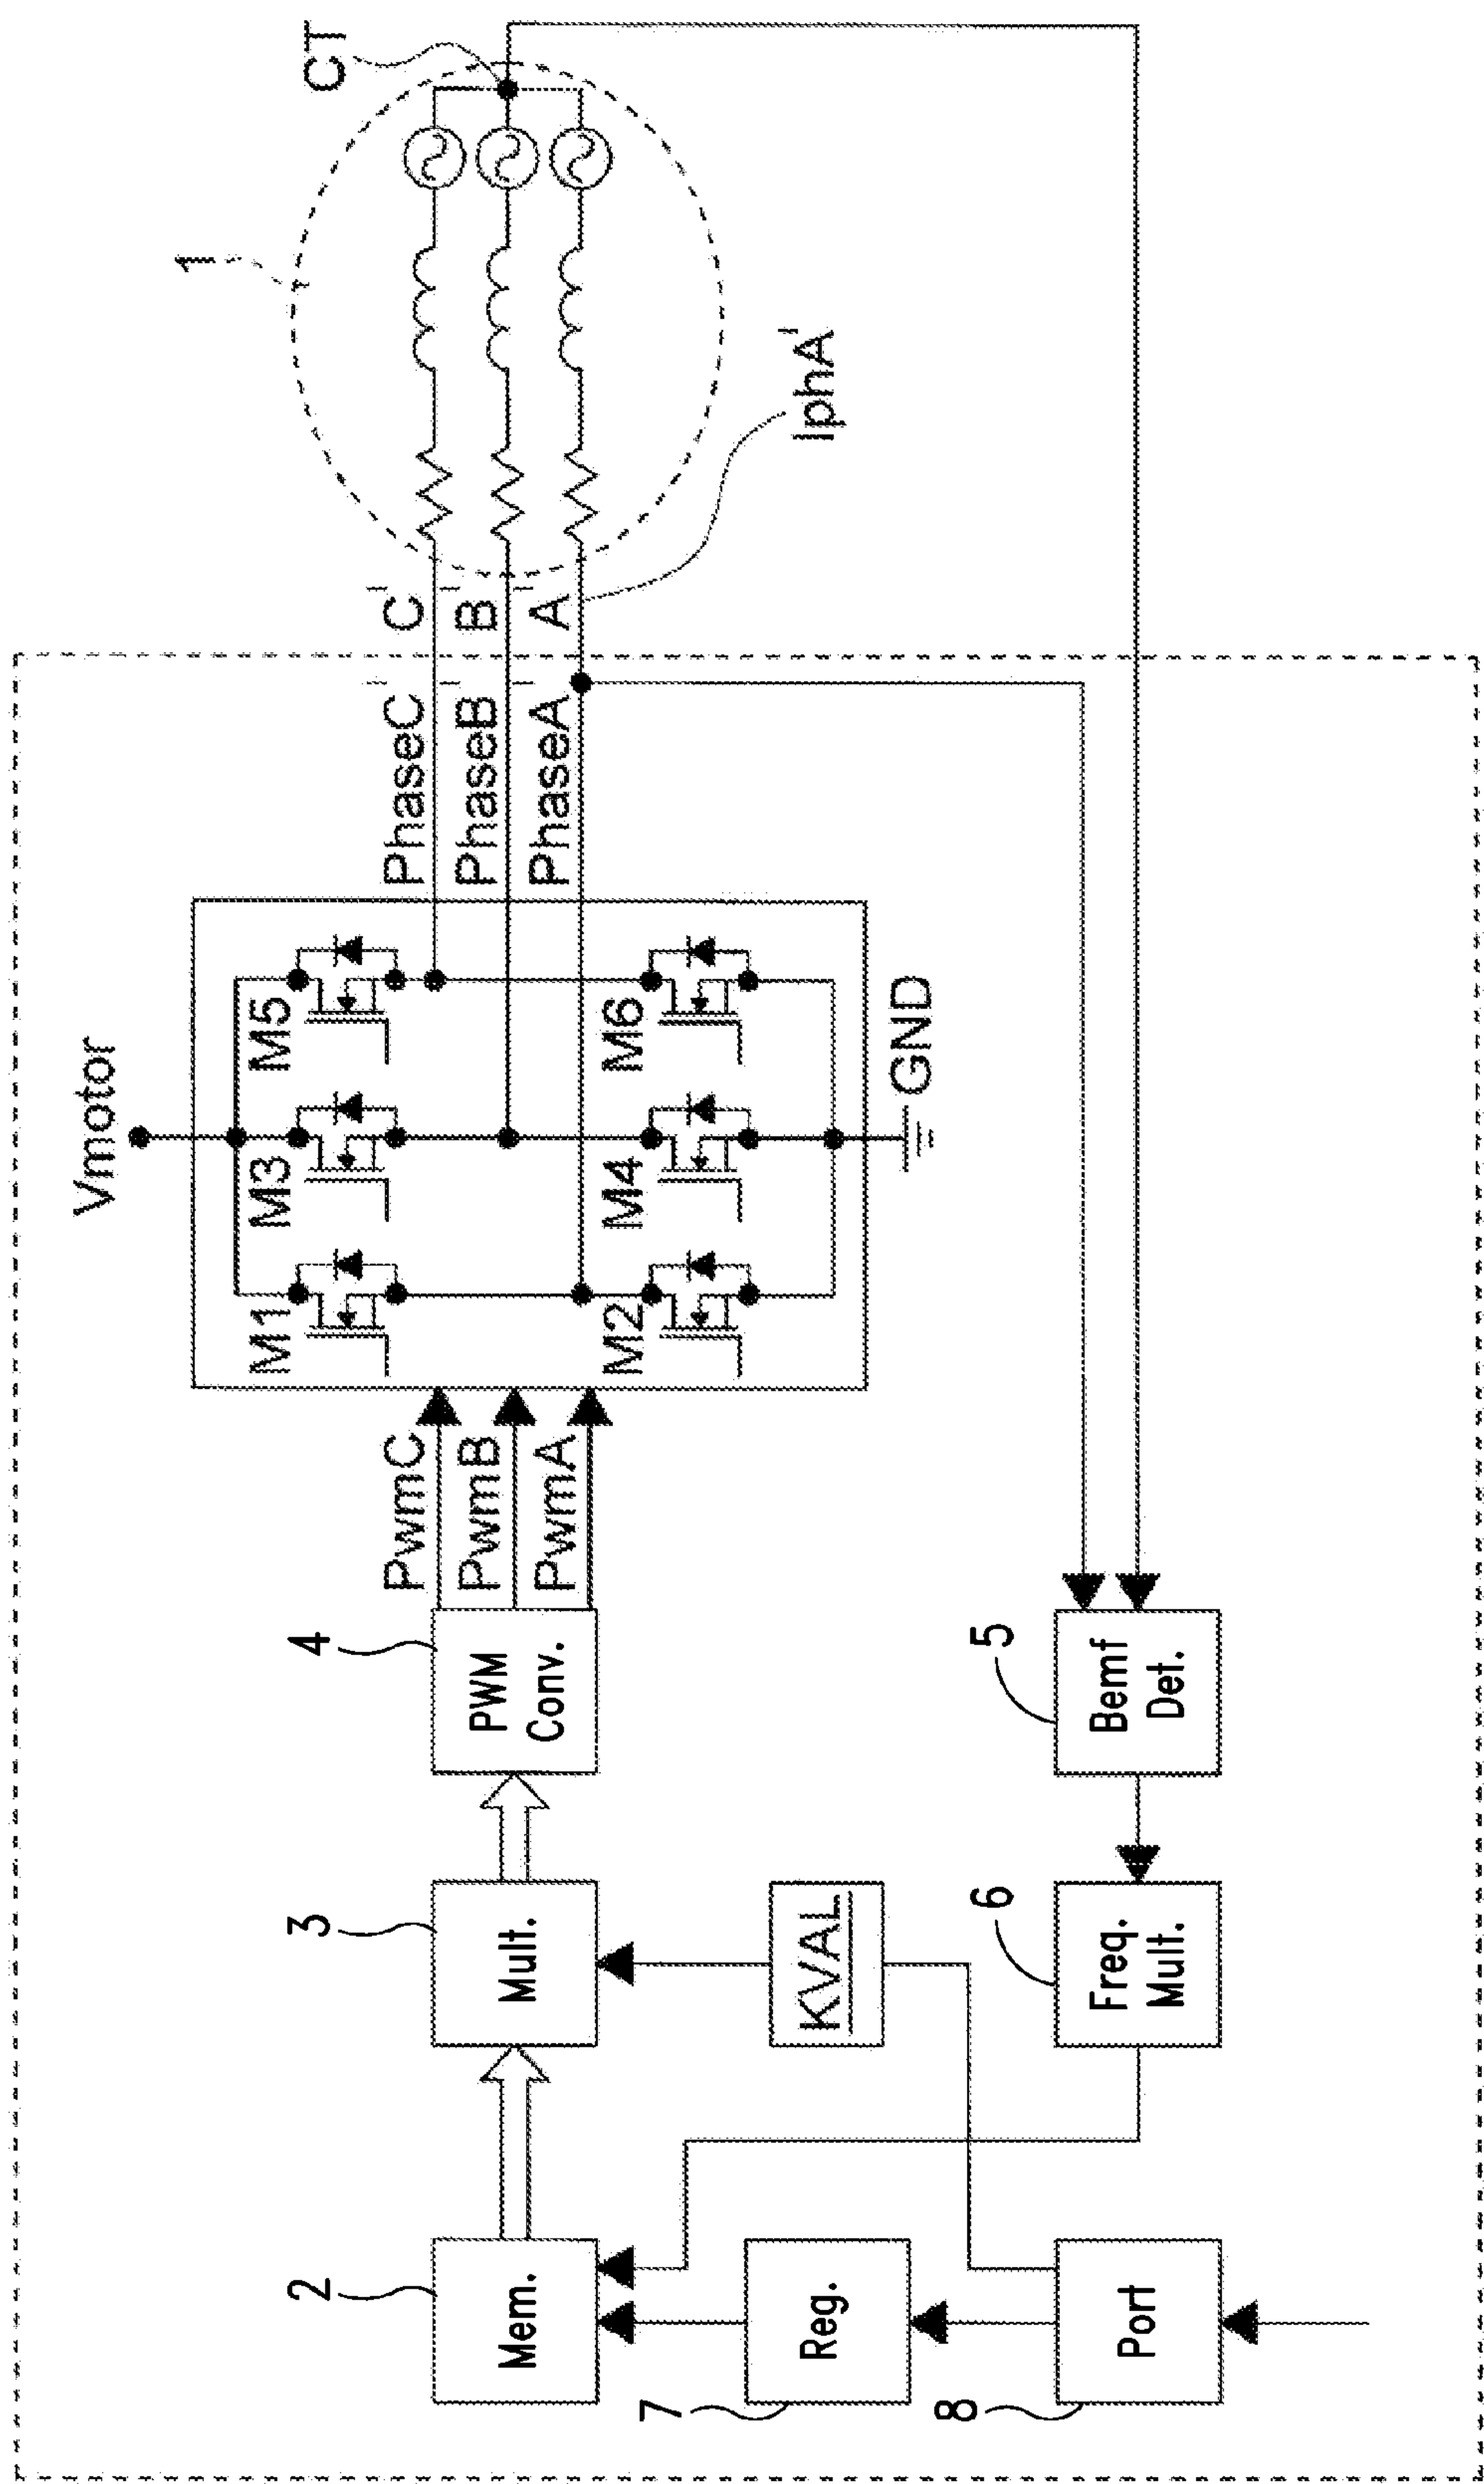 Vmotor
M1
M3
M5
M2
M4
M6
GND
PwmC
PwmB
PwmA
PhaseC
PhaseB
PhaseA
C
B
A
IphA
1
CT
2
Mem.
3
Mult.
4
PWM
Conv.
KVAL
7
Reg.
8
Port
6
Freq.
Mult.
5
Bemf
Det.